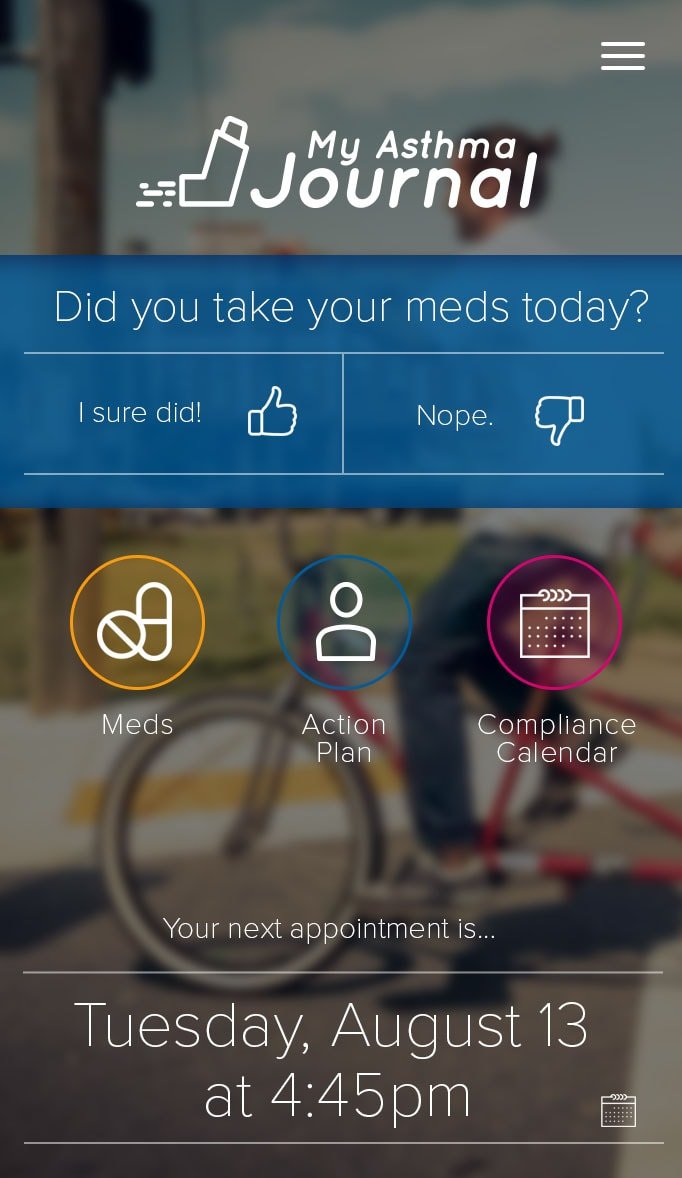 My Asthma
Journal
Did you take your meds today?
I sure did!
Nope.
Meds
Action
Plan
Compliance
Calendar
Your next appointment is...
Tuesday, August 13
at 4:45pm